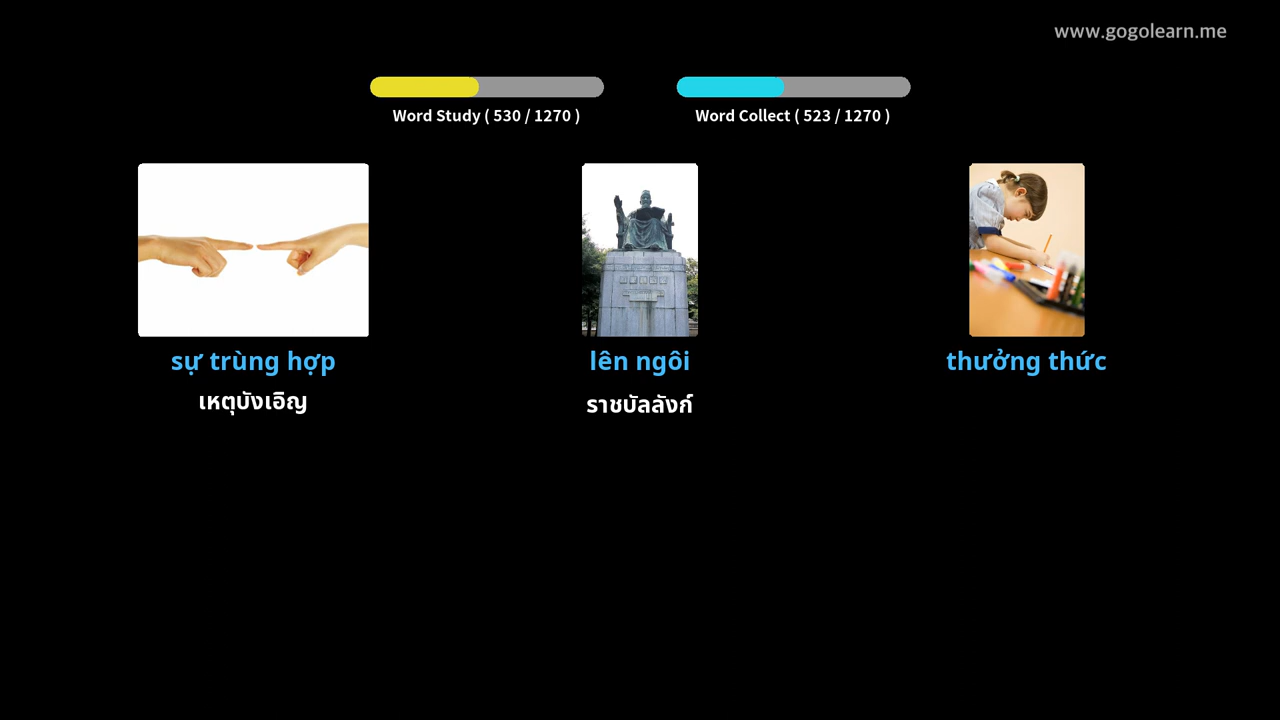 www.gogolearn.me
Word Study ( 530 / 1270 )
Word Collect ( 523 / 1270 )
sự trùng hợp
เหตุบังเอิญ
lên ngôi
ราชบัลลังก์
thưởng thức